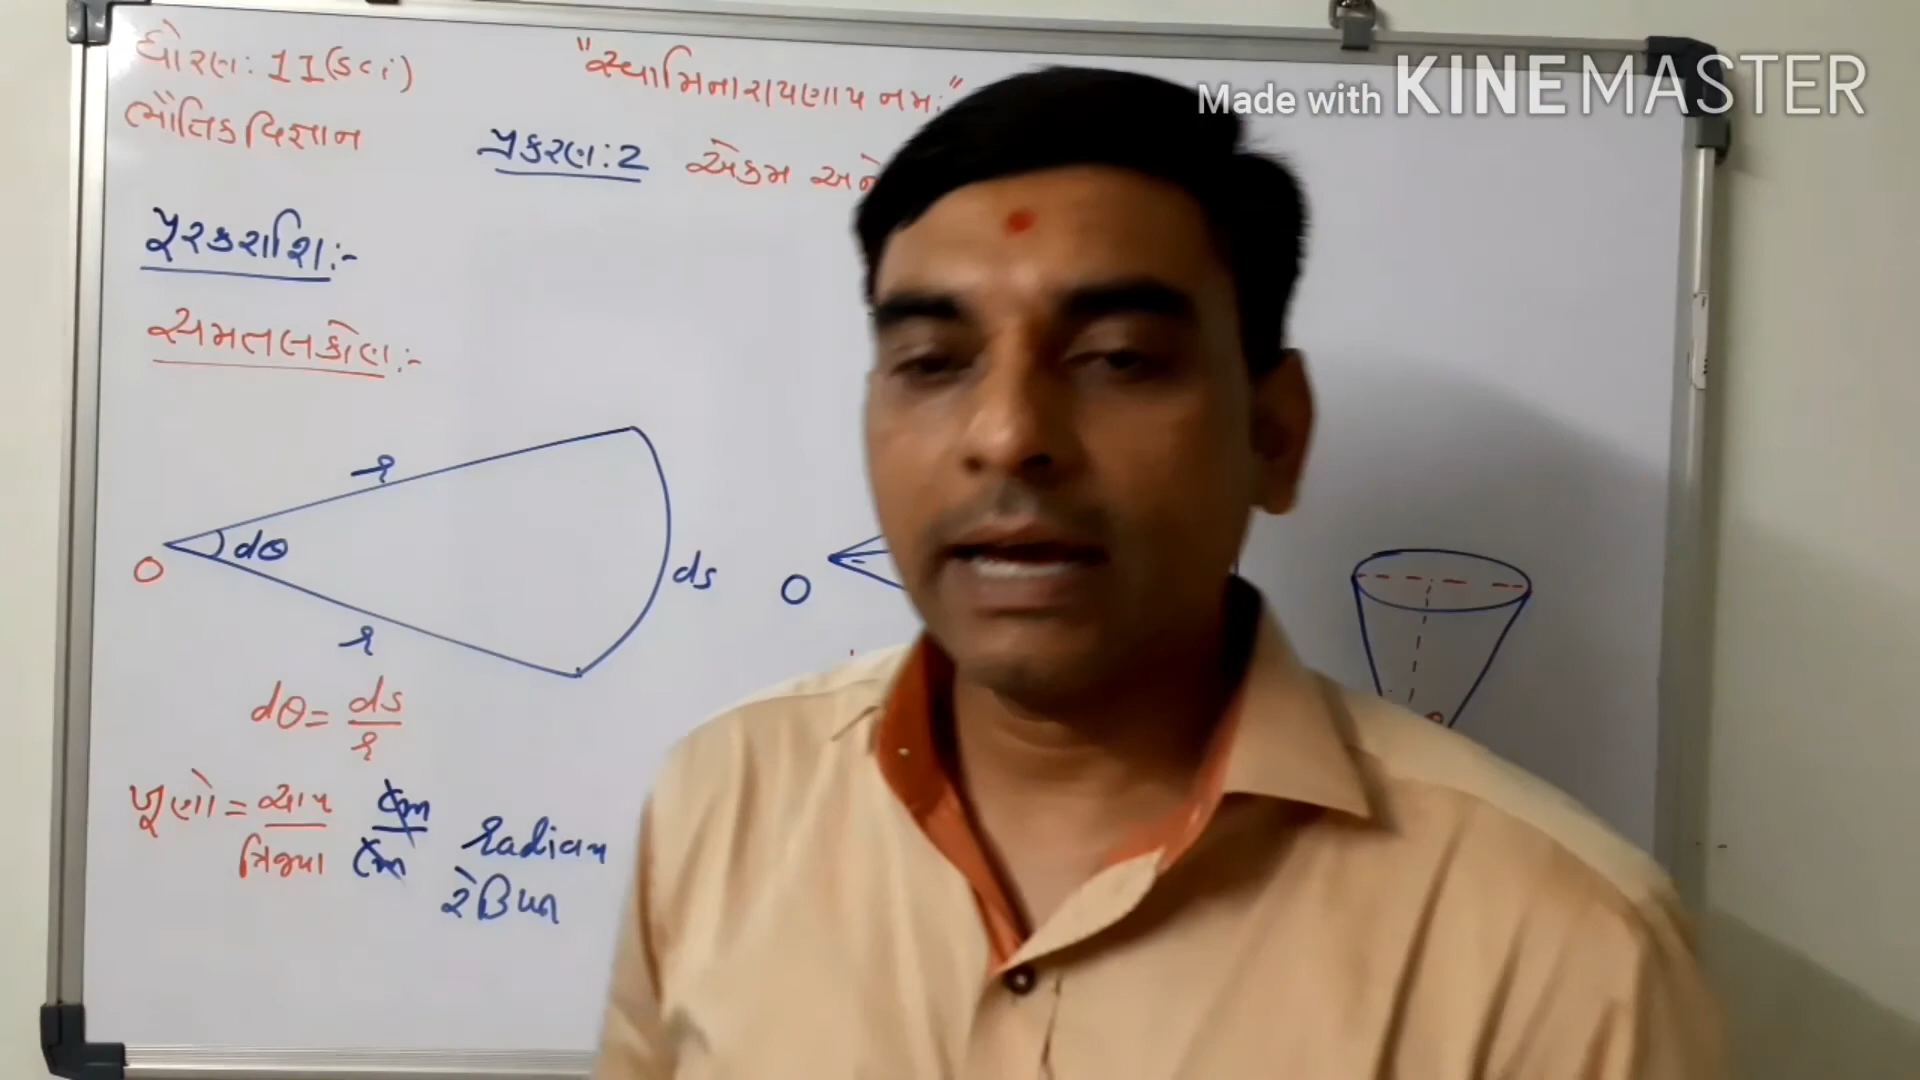 ધોરણ: 11(sci)
"સ્વામિનારાયણાય નમઃ"
Made with KINEMASTER
ભૌતિકવિજ્ઞાન
પ્રકરણ: 2 એકમ અને
પૂરકરાશિ:-
સમતલકોણ:-
r
dθ
O
ds
O
r
dθ = ds/r
ખૂણો = ચાપ/ત્રિજ્યા cm/cm radian
રેડિયન